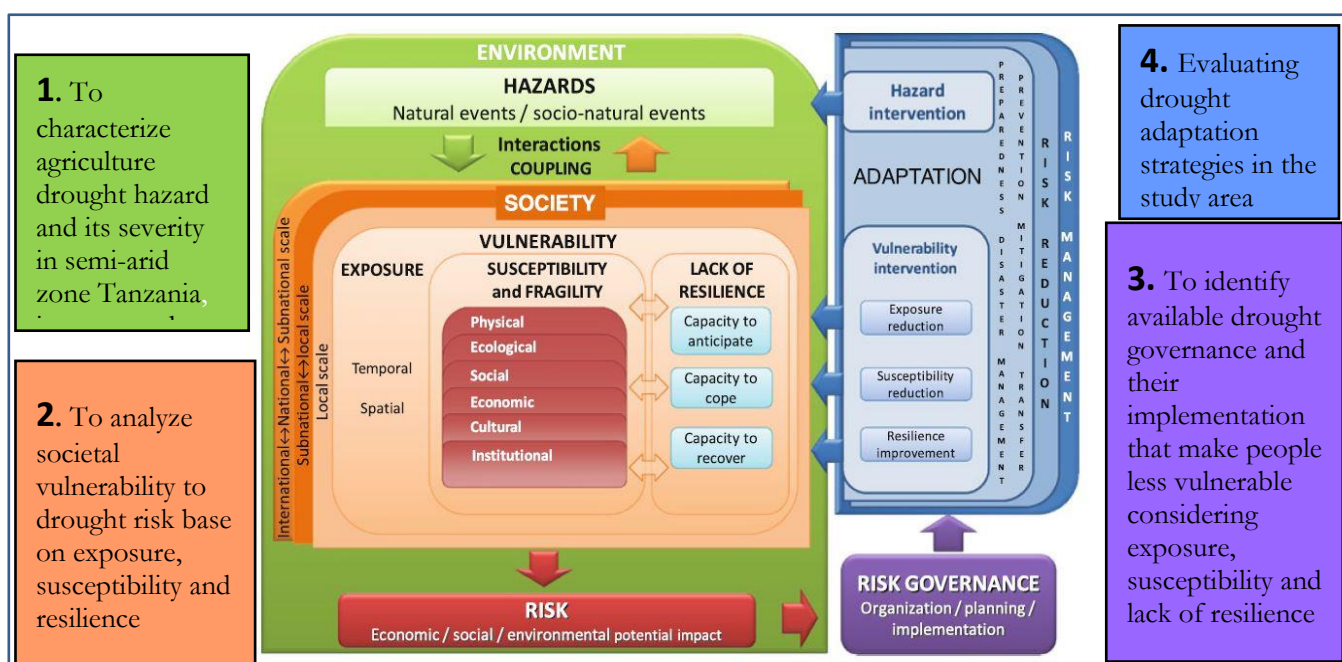 1. To
characterize
agriculture
drought hazard
and its severity
in semi-arid
zone Tanzania,
2. To analyze
societal
vulnerability to
drought risk base
on exposure,
susceptibility and
resilience
ENVIRONMENT
HAZARDS
Natural events / socio-natural events
Interactions
COUPLING
SOCIETY
International↔National↔Subnational scale
Subnational↔local scale
Local scale
VULNERABILITY
EXPOSURE
Temporal
Spatial
SUSCEPTIBILITY
and FRAGILITY
Physical
Ecological
Social
Economic
Cultural
Institutional
LACK OF
RESILIENCE
Capacity to
anticipate
Capacity to
cope
Capacity to
recover
RISK
Economic / social / environmental potential impact
Hazard
intervention
ADAPTATION
Vulnerability
intervention
Exposure
reduction
Susceptibility
reduction
Resilience
improvement
PREPAREDNESS DISASTER MANAGEMENT
PREVENTION MITIGATION TRANSFER
RISK REDUCTION
RISK MANAGEMENT
RISK GOVERNANCE
Organization / planning /
implementation
4. Evaluating
drought
adaptation
strategies in the
study area
3. To identify
available drought
governance and
their
implementation
that make people
less vulnerable
considering
exposure,
susceptibility and
lack of resilience